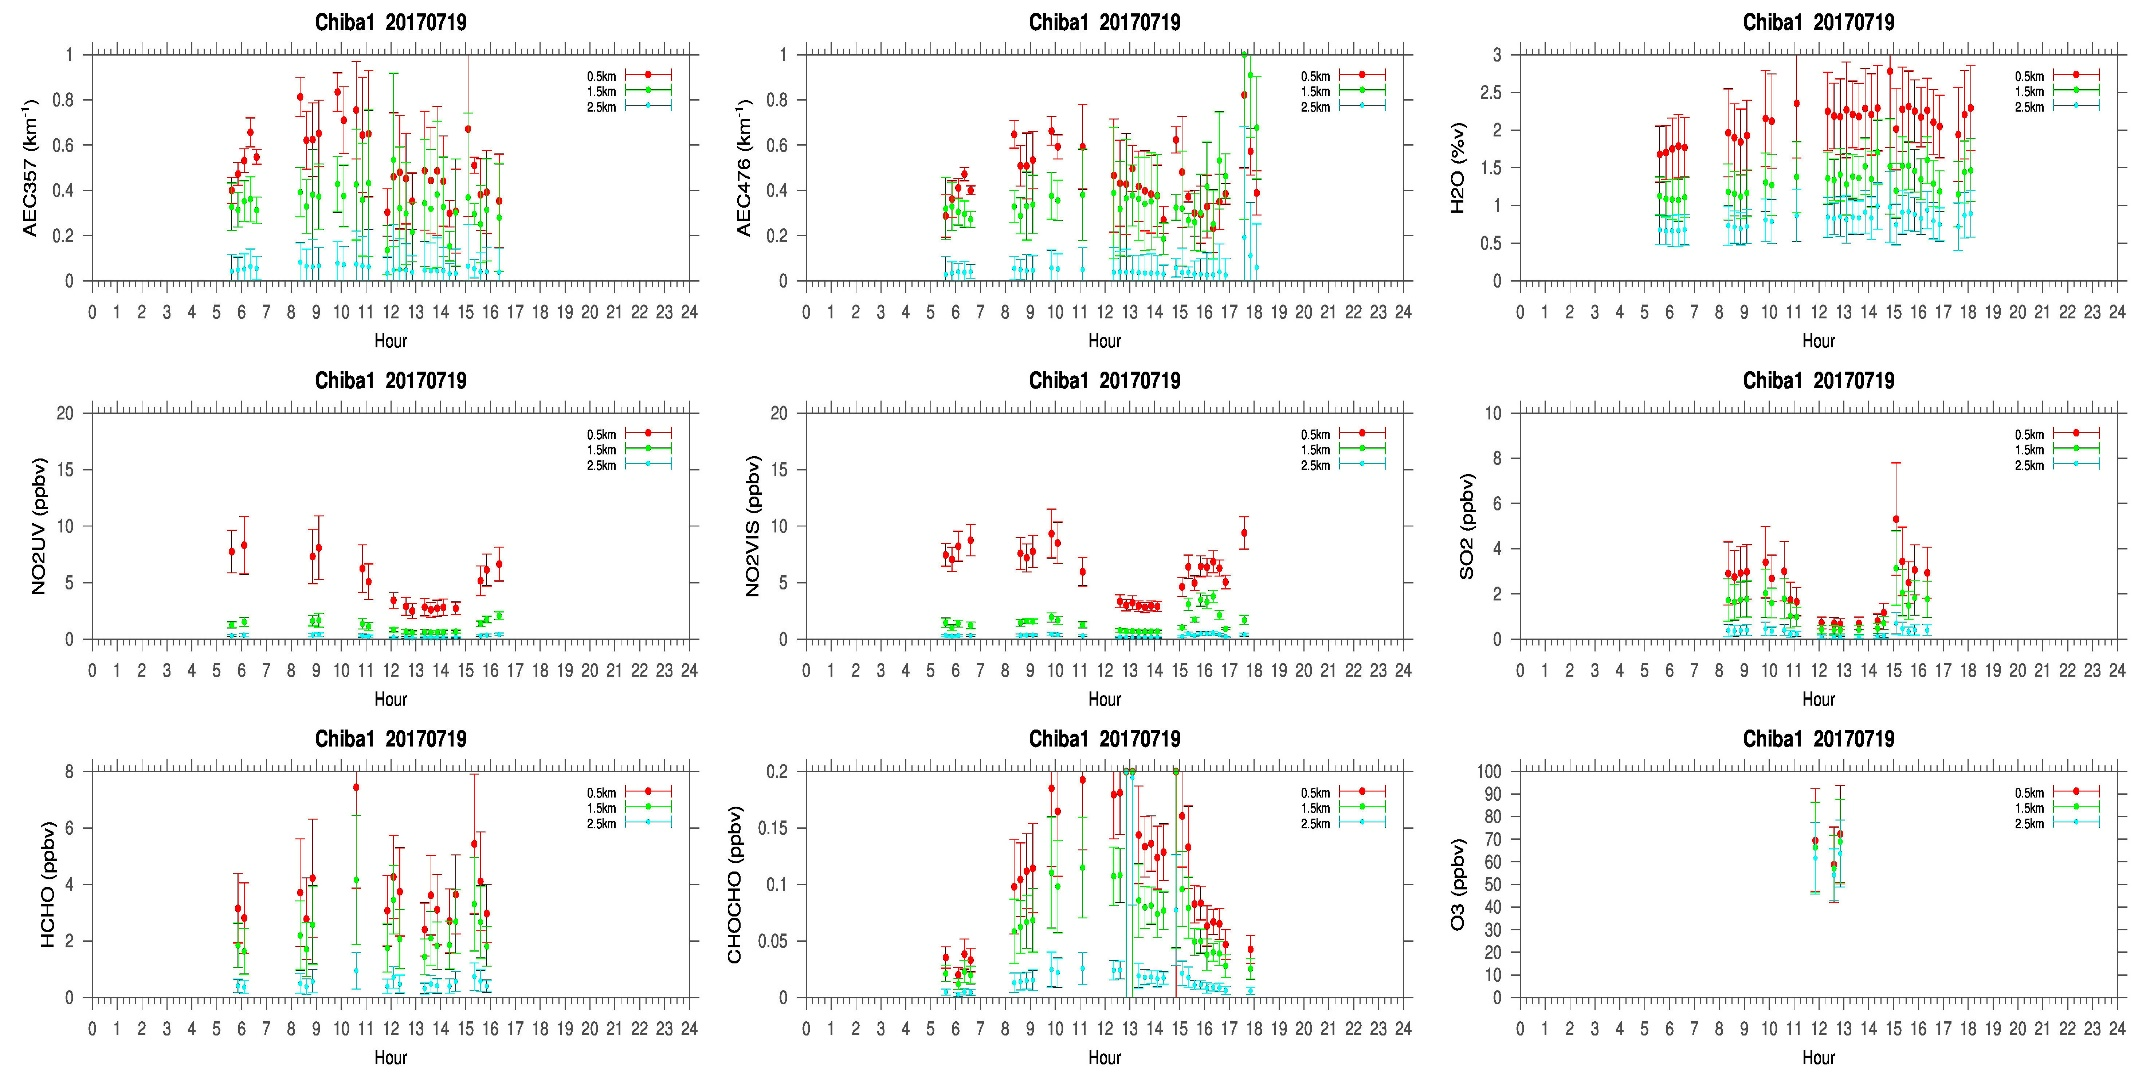 Chiba1 20170719
AEC357 (km-1)
1
0.8
0.6
0.4
0.2
0
0.5km
1.5km
2.5km
0 1 2 3 4 5 6 7 8 9 10 11 12 13 14 15 16 17 18 19 20 21 22 23 24
Hour
Chiba1 20170719
AEC476 (km-1)
1
0.8
0.6
0.4
0.2
0
0.5km
1.5km
2.5km
0 1 2 3 4 5 6 7 8 9 10 11 12 13 14 15 16 17 18 19 20 21 22 23 24
Hour
Chiba1 20170719
H2O (%v)
3
2.5
2
1.5
1
0.5
0
0.5km
1.5km
2.5km
0 1 2 3 4 5 6 7 8 9 10 11 12 13 14 15 16 17 18 19 20 21 22 23 24
Hour
Chiba1 20170719
NO2UV (ppbv)
20
15
10
5
0
0.5km
1.5km
2.5km
0 1 2 3 4 5 6 7 8 9 10 11 12 13 14 15 16 17 18 19 20 21 22 23 24
Hour
Chiba1 20170719
NO2VIS (ppbv)
20
15
10
5
0
0.5km
1.5km
2.5km
0 1 2 3 4 5 6 7 8 9 10 11 12 13 14 15 16 17 18 19 20 21 22 23 24
Hour
Chiba1 20170719
SO2 (ppbv)
10
8
6
4
2
0
0.5km
1.5km
2.5km
0 1 2 3 4 5 6 7 8 9 10 11 12 13 14 15 16 17 18 19 20 21 22 23 24
Hour
Chiba1 20170719
HCHO (ppbv)
8
6
4
2
0
0.5km
1.5km
2.5km
0 1 2 3 4 5 6 7 8 9 10 11 12 13 14 15 16 17 18 19 20 21 22 23 24
Hour
Chiba1 20170719
CHOCHO (ppbv)
0.2
0.15
0.1
0.05
0
0.5km
1.5km
2.5km
0 1 2 3 4 5 6 7 8 9 10 11 12 13 14 15 16 17 18 19 20 21 22 23 24
Hour
Chiba1 20170719
O3 (ppbv)
100
90
80
70
60
50
40
30
20
10
0
0.5km
1.5km
2.5km
0 1 2 3 4 5 6 7 8 9 10 11 12 13 14 15 16 17 18 19 20 21 22 23 24
Hour